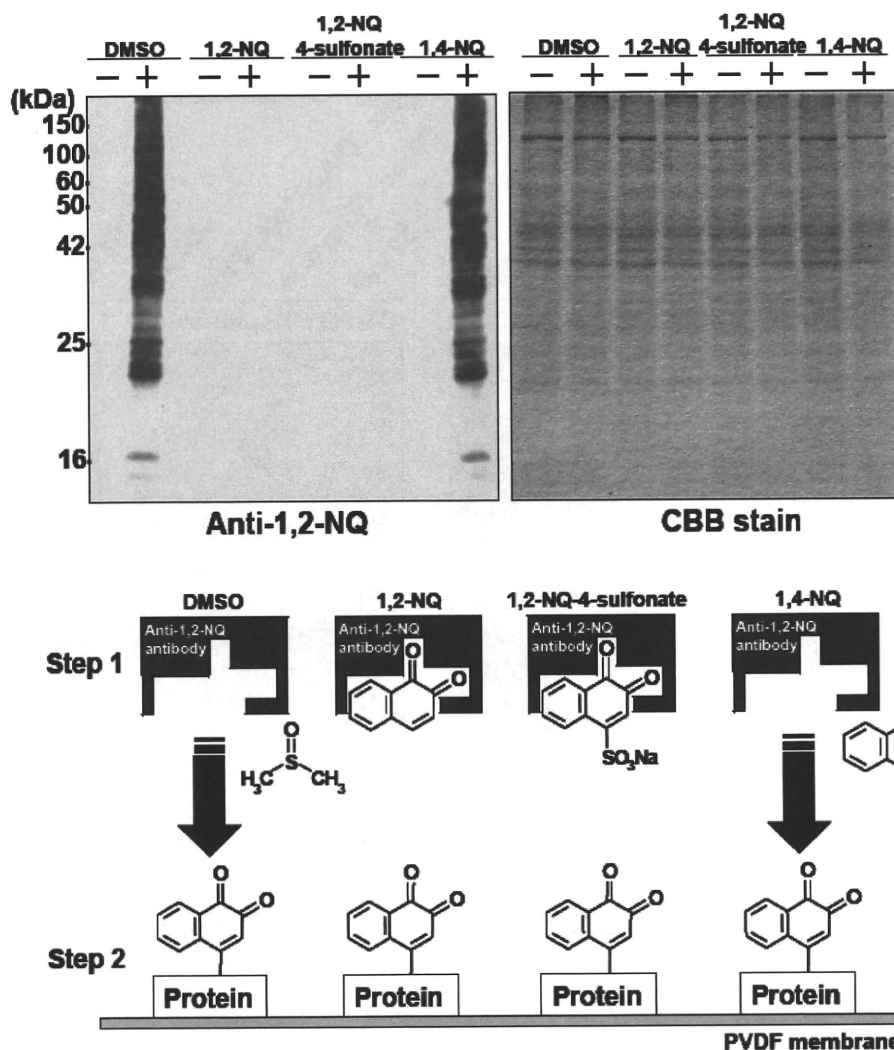 1,2-NQ 1,2-NQ
DMSO 1,2-NQ 4-sulfonate 1,4-NQ DMSO 1,2-NQ 4-sulfonate 1,4-NQ
− + − + − + − + − + − + − + − +
(kDa)
150
100
60
50
42
25
16
Anti-1,2-NQ CBB stain
DMSO 1,2-NQ 1,2-NQ-4-sulfonate 1,4-NQ
Step 1
Anti-1,2-NQ antibody
Anti-1,2-NQ antibody
Anti-1,2-NQ antibody
Anti-1,2-NQ antibody
O O O O
O
S
H3C CH3
SO3Na
O O O O
O O O O
Step 2
Protein Protein Protein Protein
PVDF membrane